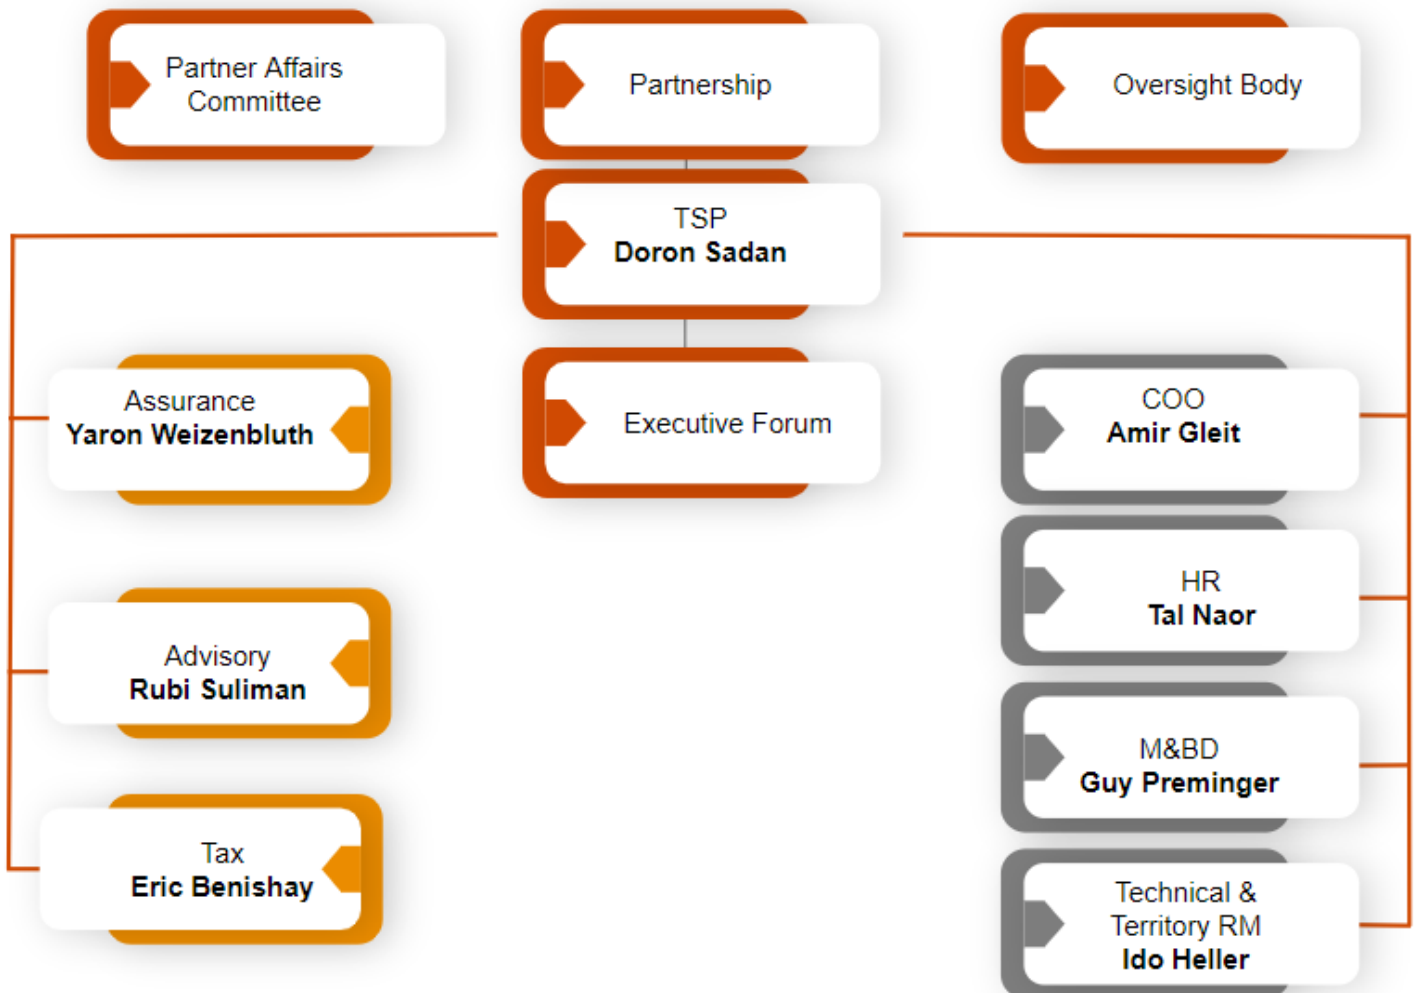 Partner Affairs
Committee
Partnership
Oversight Body
TSP
Doron Sadan
Executive Forum
Assurance
Yaron Weizenbluth
Advisory
Rubi Suliman
Tax
Eric Benishay
COO
Amir Gleit
HR
Tal Naor
M&BD
Guy Preminger
Technical &
Territory RM
Ido Heller